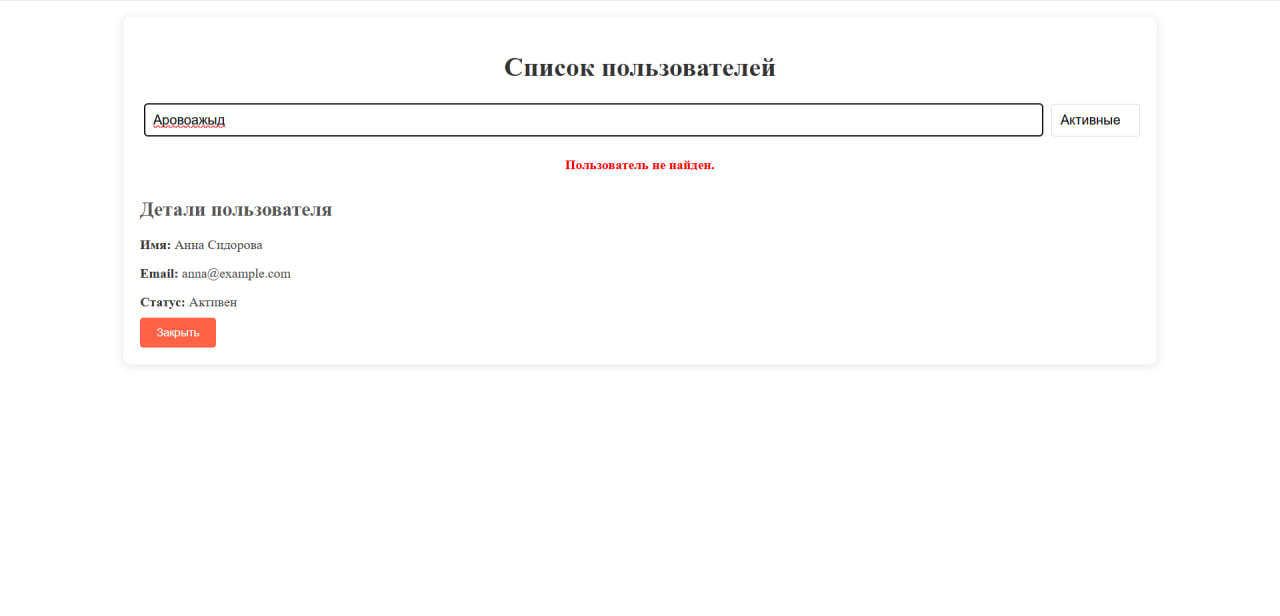 Список пользователей
Аровоажыд Активные
Пользователь не найден.
Детали пользователя
Имя: Анна Сидорова
Email: anna@example.com
Статус: Активен
Закрыть